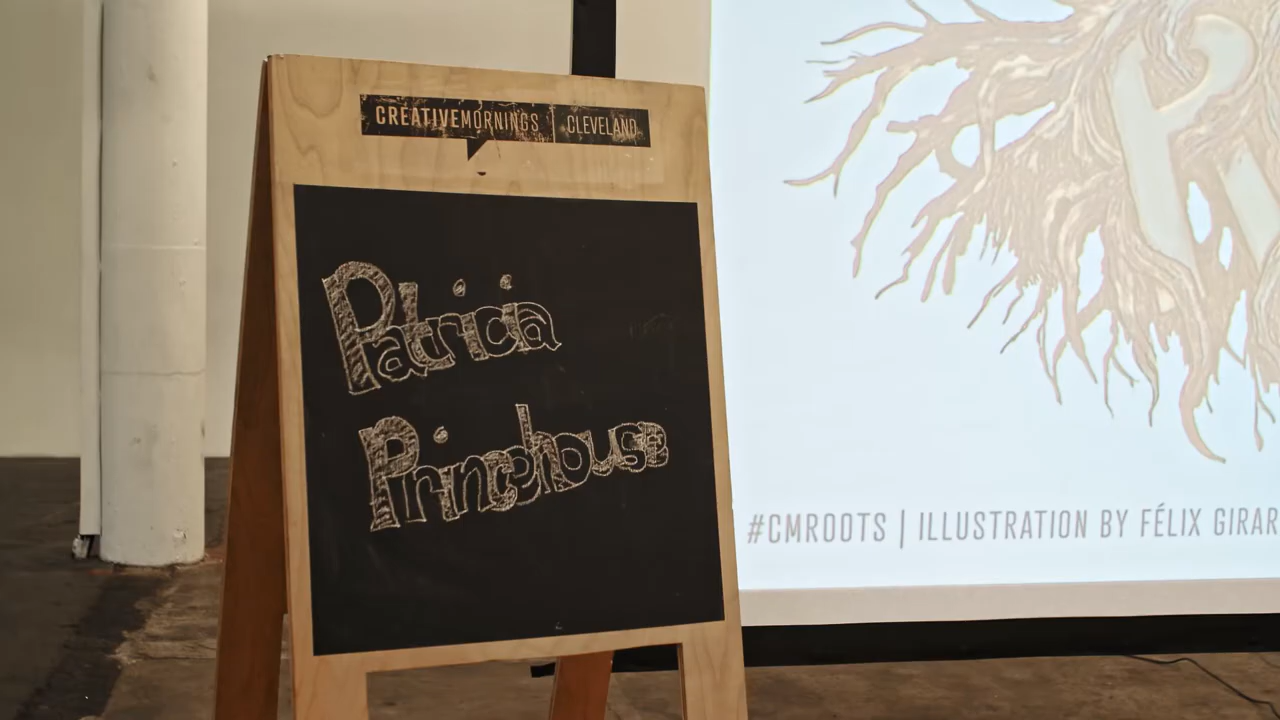 CREATIVEMORNINGS | CLEVELAND
Patricia
Princehouse
#CMROOTS | ILLUSTRATION BY FÉLIX GIRAR